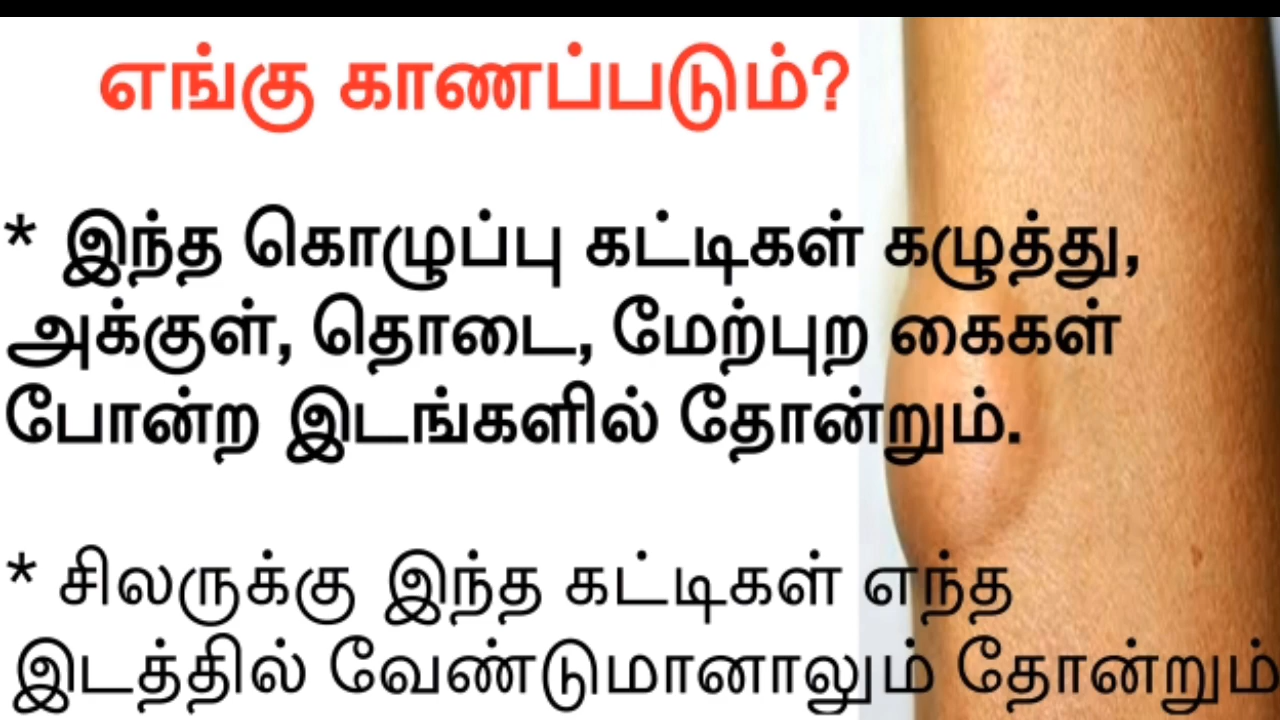 எங்கு காணப்படும்?
* இந்த கொழுப்பு கட்டிகள் கழுத்து,
அக்குள், தொடை, மேற்புற கைகள்
போன்ற இடங்களில் தோன்றும்.
* சிலருக்கு இந்த கட்டிகள் எந்த
இடத்தில் வேண்டுமானாலும் தோன்றும்